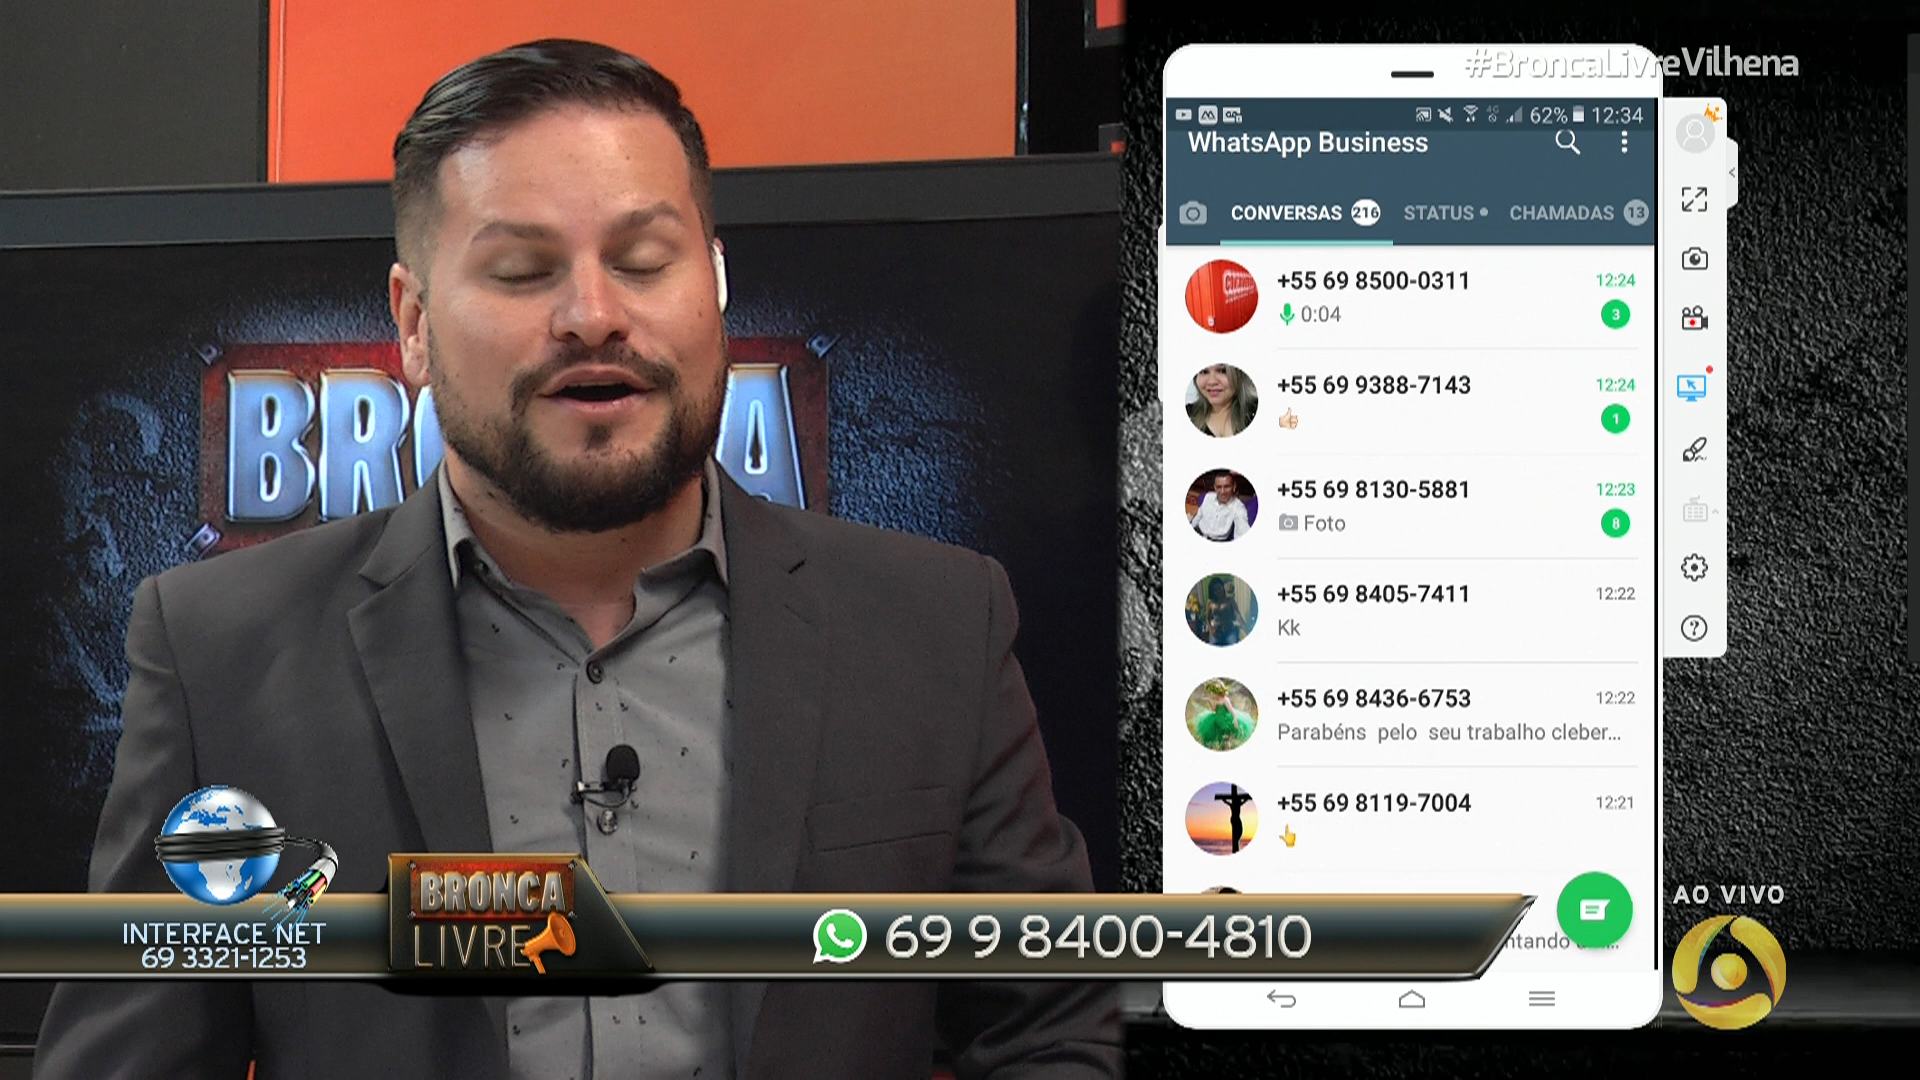 #BroncaLivreVilhena
62% 12:34
WhatsApp Business
CONVERSAS 216 STATUS CHAMADAS 13
+55 69 8500-0311 12:24
0:04 3
+55 69 9388-7143 12:24
1
+55 69 8130-5881 12:23
Foto 8
+55 69 8405-7411 12:22
Kk
+55 69 8436-6753 12:22
Parabéns pelo seu trabalho cleber...
+55 69 8119-7004 12:21
BRONCA
LIVRE
69 9 8400-4810
INTERFACE NET
69 3321-1253
AO VIVO